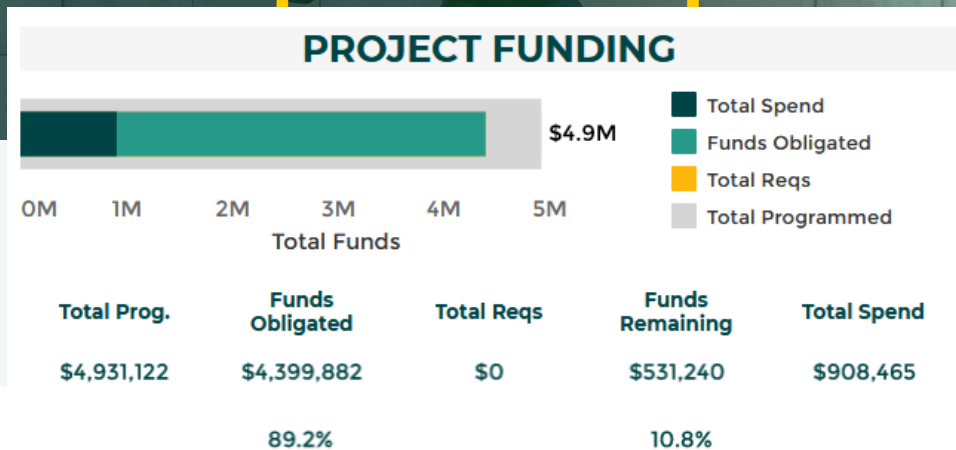 PROJECT FUNDING
$4.9M
0M 1M 2M 3M 4M 5M
Total Funds
Total Spend
Funds Obligated
Total Reqs
Total Programmed
Total Prog.
Funds
Obligated
Total Reqs
Funds
Remaining
Total Spend
$4,931,122 $4,399,882 $0 $531,240 $908,465
89.2% 10.8%